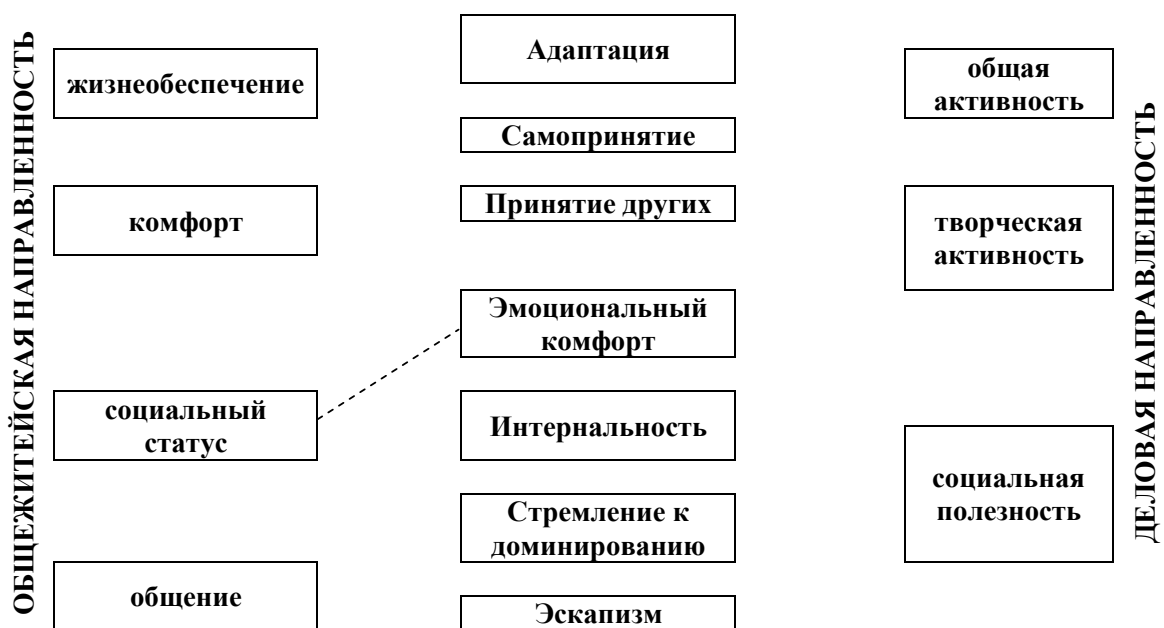 ОБЩЕЖИТЕЙСКАЯ НАПРАВЛЕННОСТЬ
жизнеобеспечение
комфорт
социальный
статус
общение
Адаптация
Самопринятие
Принятие других
Эмоциональный
комфорт
Интернальность
Стремление к
доминированию
Эскапизм
общая
активность
творческая
активность
социальная
полезность
ДЕЛОВАЯ НАПРАВЛЕННОСТЬ